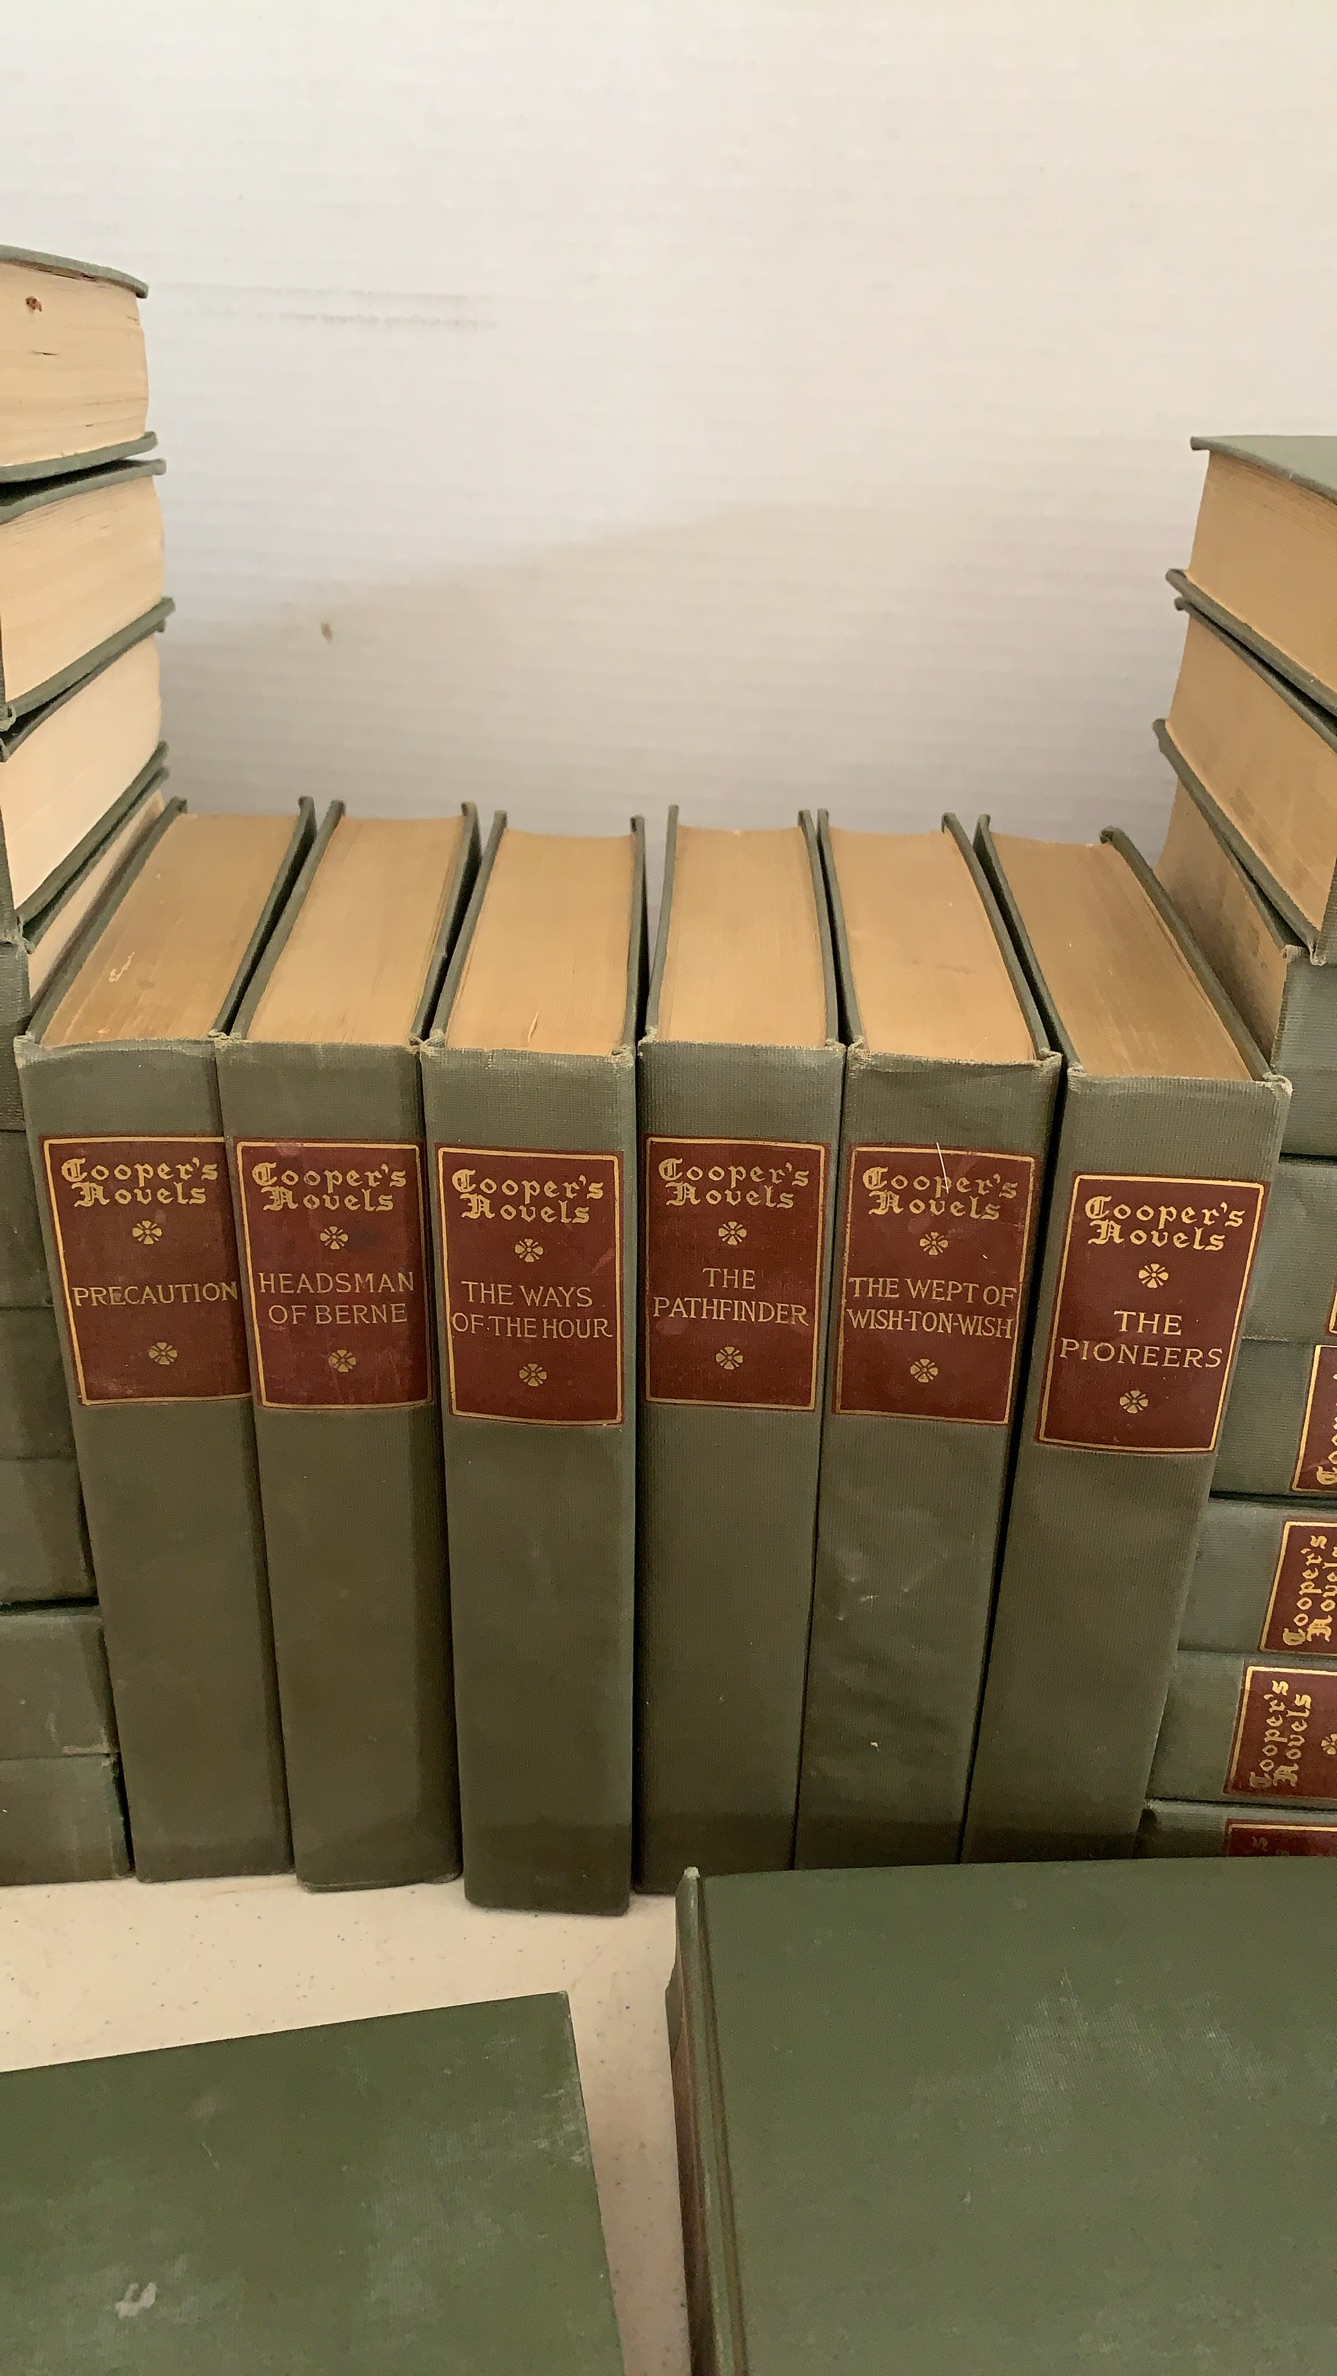 Cooper's
Novels
PRECAUTION
Cooper's
Novels
HEADSMAN
OF BERNE
Cooper's
Novels
THE WAYS
OF·THE HOUR
Cooper's
Novels
THE
PATHFINDER
Cooper's
Novels
THE WEPT OF
WISH-TON-WISH
Cooper's
Novels
THE
PIONEERS
Cooper's
Novels
Cooper's
Novels